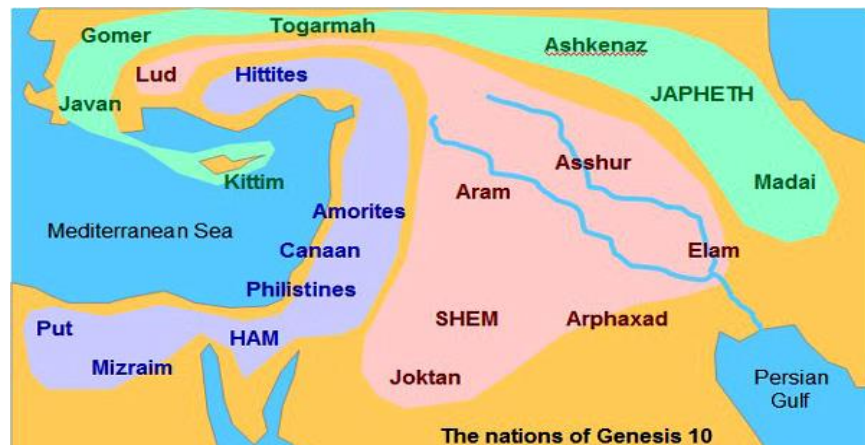 Togarmah
Gomer
Ashkenaz
Lud
Hittites
JAPHETH
Javan
Asshur
Kittim
Aram
Madai
Amorites
Mediterranean Sea
Canaan
Elam
Philistines
Put
HAM
SHEM
Arphaxad
Mizraim
Joktan
Persian
Gulf
The nations of Genesis 10